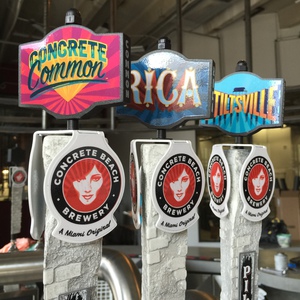 CONCRETE
Common
RICA
STILTSVILLE
CONCRETE BEACH
BREWERY
A Miami Original
CONCRETE BEACH
BREWERY
A Miami Original
CONCRETE BEACH
BREWERY
A Miami Original